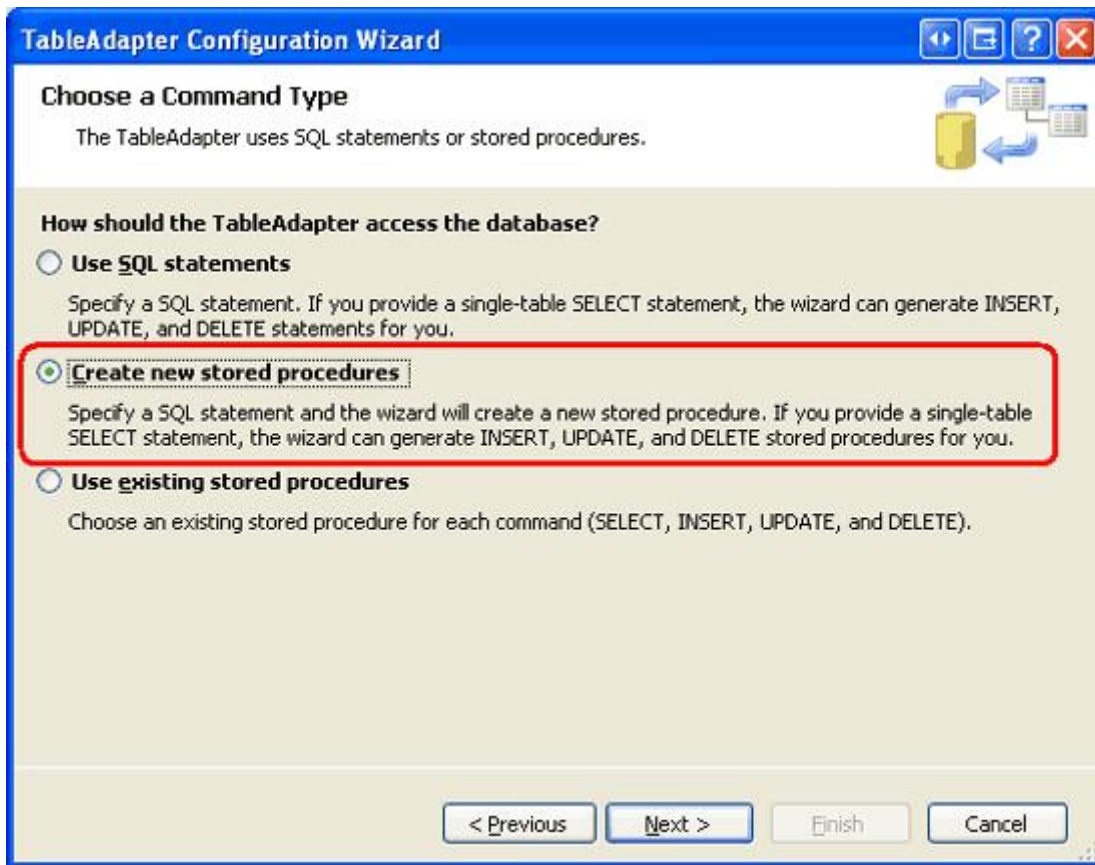 TableAdapter Configuration Wizard
Choose a Command Type
The TableAdapter uses SQL statements or stored procedures.
How should the TableAdapter access the database?
Use SQL statements
Specify a SQL statement. If you provide a single-table SELECT statement, the wizard can generate INSERT,
UPDATE, and DELETE statements for you.
Create new stored procedures
Specify a SQL statement and the wizard will create a new stored procedure. If you provide a single-table
SELECT statement, the wizard can generate INSERT, UPDATE, and DELETE stored procedures for you.
Use existing stored procedures
Choose an existing stored procedure for each command (SELECT, INSERT, UPDATE, and DELETE).
< Previous Next > Finish Cancel